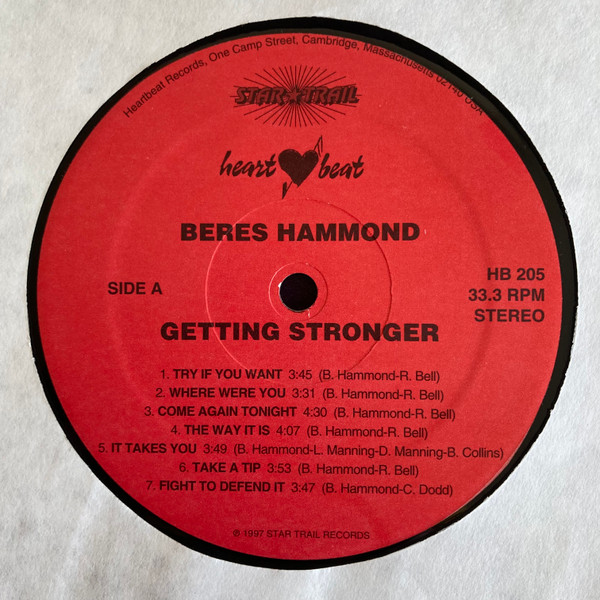 Heartbeat Records, One Camp Street, Cambridge, Massachusetts 02140 USA
STAR TRAIL
heart beat
BERES HAMMOND
SIDE A
HB 205
33.3 RPM
STEREO
GETTING STRONGER
1. TRY IF YOU WANT 3:45 (B. Hammond-R. Bell)
2. WHERE WERE YOU 3:31 (B. Hammond-R. Bell)
3. COME AGAIN TONIGHT 4:30 (B. Hammond-R. Bell)
4. THE WAY IT IS 4:07 (B. Hammond-R. Bell)
5. IT TAKES YOU 3:49 (B. Hammond-L. Manning-D. Manning-B. Collins)
6. TAKE A TIP 3:53 (B. Hammond-R. Bell)
7. FIGHT TO DEFEND IT 3:47 (B. Hammond-C. Dodd)
℗ 1997 STAR TRAIL RECORDS